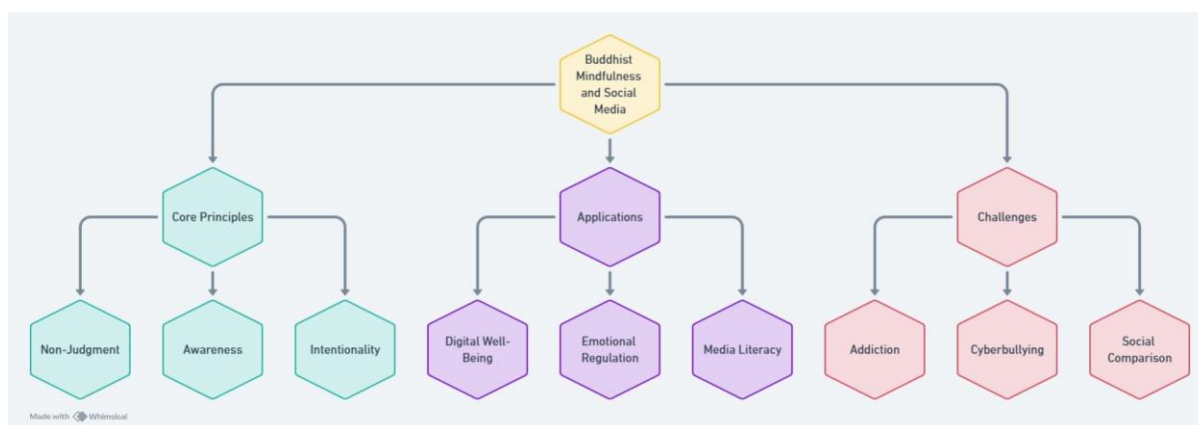 Buddhist
Mindfulness
and Social
Media
Core Principles
Applications
Challenges
Non-Judgment
Awareness
Intentionality
Digital Well-
Being
Emotional
Regulation
Media Literacy
Addiction
Cyberbullying
Social
Comparison
Made with Whimsical